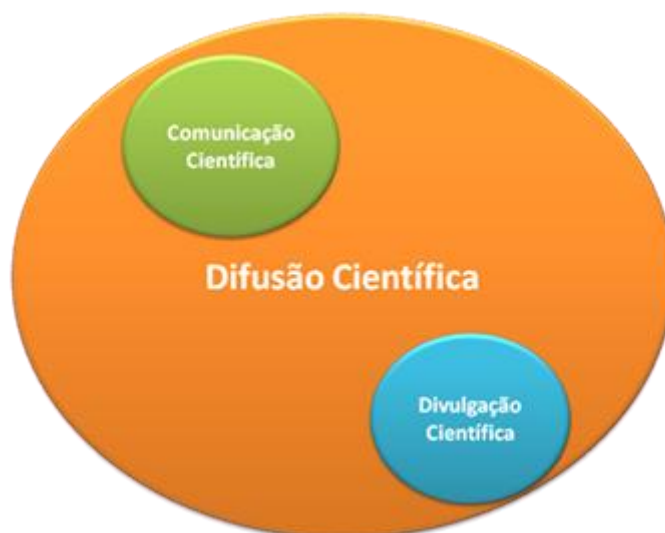 Comunicação
Científica
Difusão Científica
Divulgação
Científica